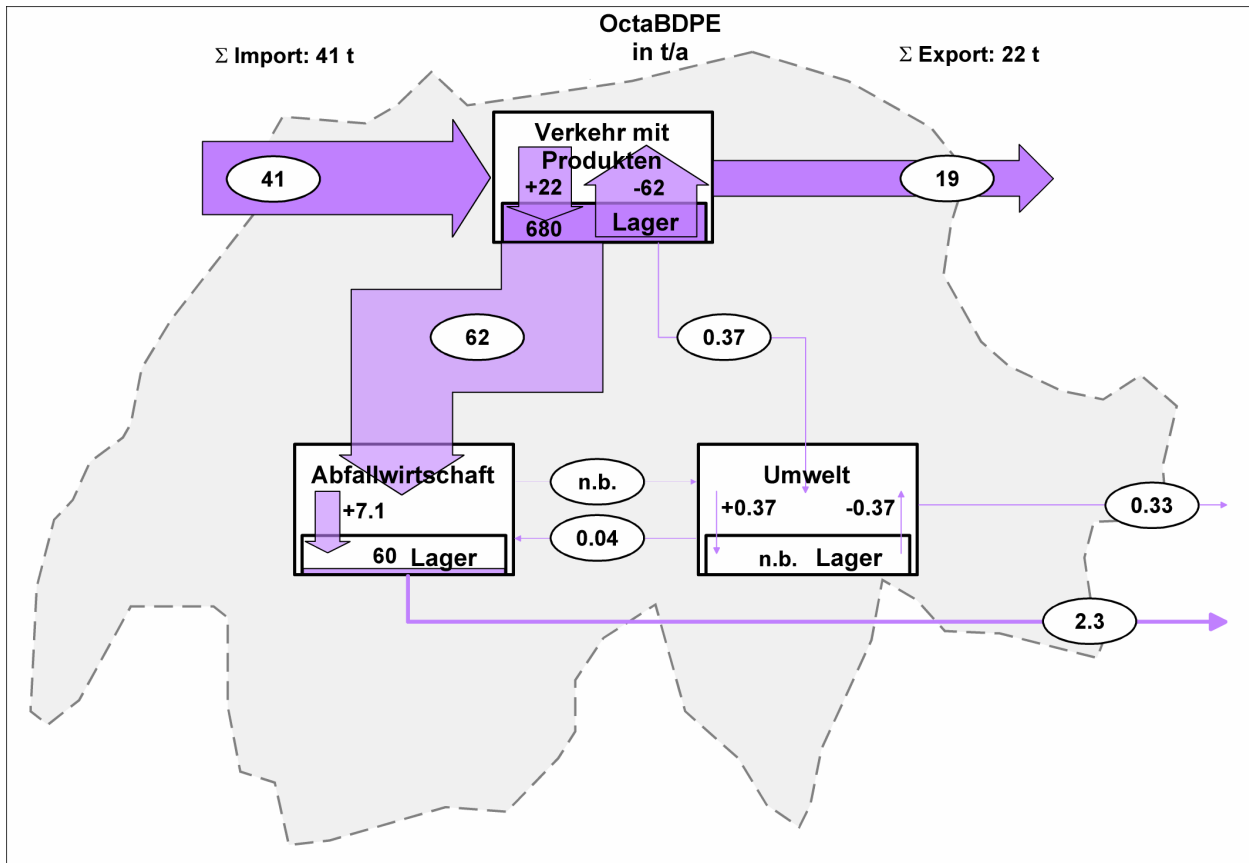 OctaBDPE
in t/a
Σ Import: 41 t
Σ Export: 22 t
Verkehr mit
Produkten
41
+22
-62
19
680
Lager
62
0.37
Abfallwirtschaft
n.b.
Umwelt
+7.1
+0.37
-0.37
0.33
0.04
60
Lager
n.b.
Lager
2.3